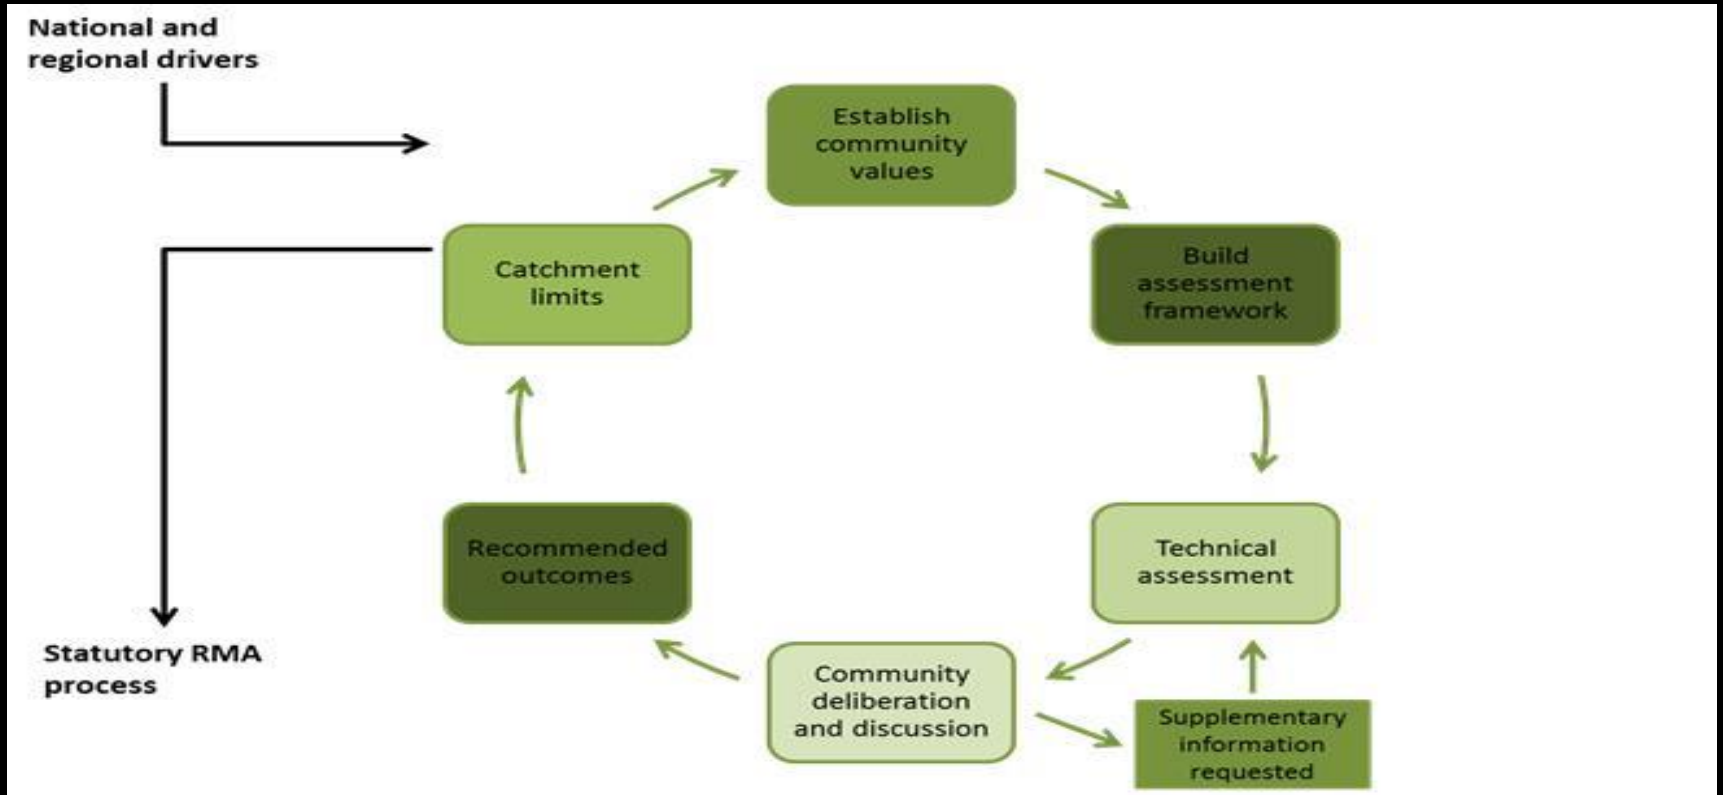 National and
regional drivers
Establish
community
values
Build
assessment
framework
Technical
assessment
Supplementary
information
requested
Community
deliberation
and discussion
Recommended
outcomes
Catchment
limits
Statutory RMA
process